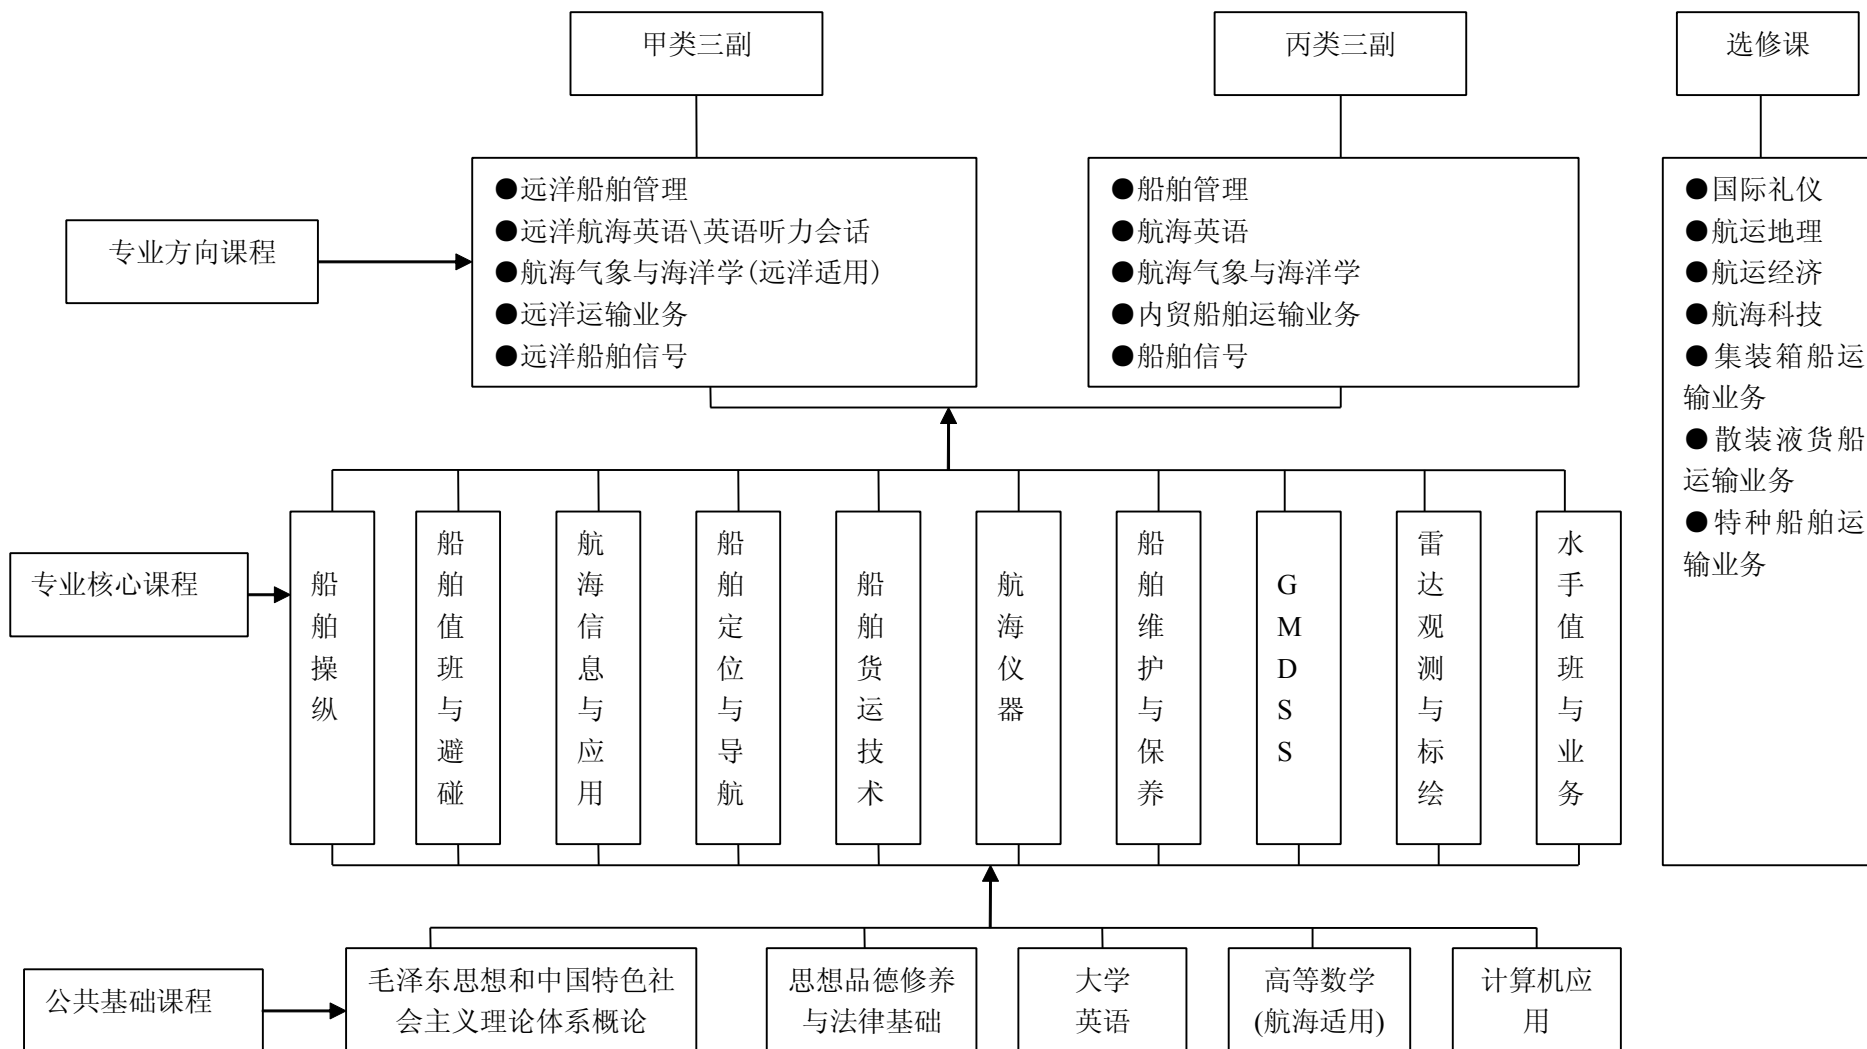 甲类三副
丙类三副
选修课
专业方向课程
●远洋船舶管理
●远洋航海英语\英语听力会话
●航海气象与海洋学(远洋适用)
●远洋运输业务
●远洋船舶信号
●船舶管理
●航海英语
●航海气象与海洋学
●内贸船舶运输业务
●船舶信号
●国际礼仪
●航运地理
●航运经济
●航海科技
●集装箱船运
输业务
●散装液货船
运输业务
●特种船舶运
输业务
专业核心课程
船舶操纵
船舶值班与避碰
航海信息与应用
船舶定位与导航
船舶货运技术
航海仪器
船舶维护与保养
GMDSS
雷达观测与标绘
水手值班与业务
公共基础课程
毛泽东思想和中国特色社
会主义理论体系概论
思想品德修养
与法律基础
大学
英语
高等数学
(航海适用)
计算机应
用